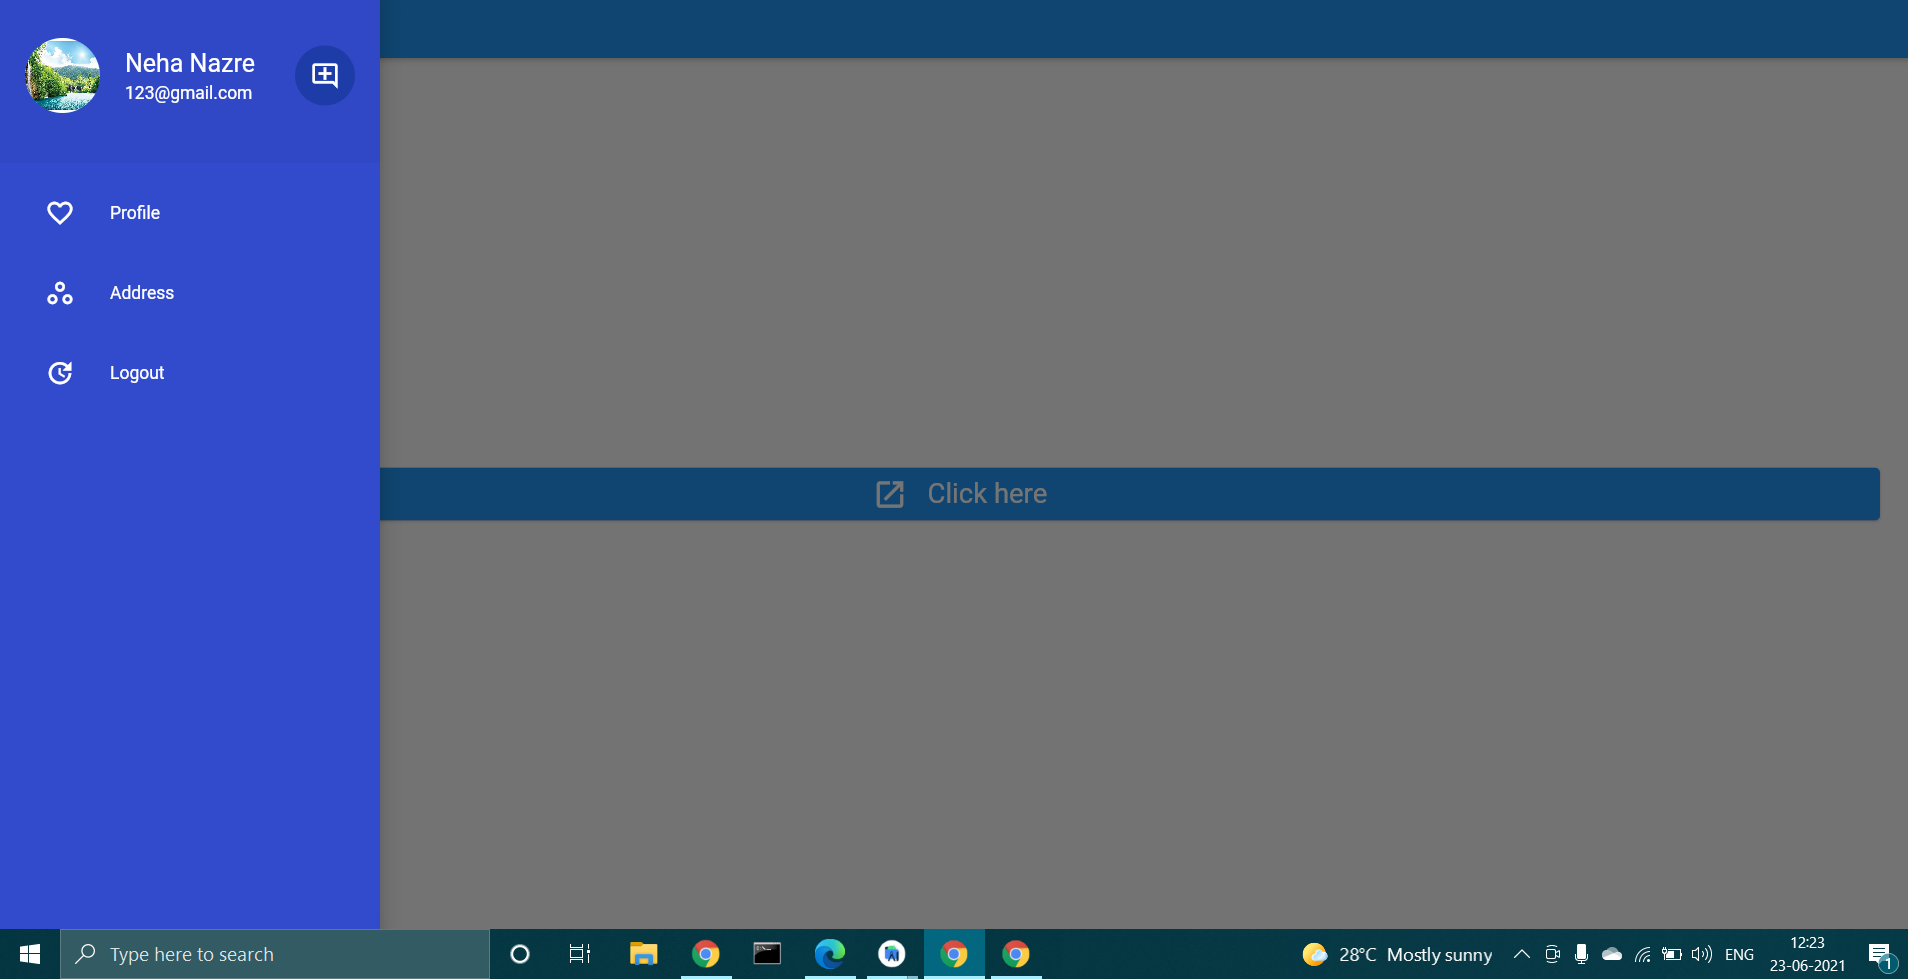 Neha Nazre
123@gmail.com
Profile
Address
Logout
Click here
Type here to search
28°C Mostly sunny
ENG
12:23
23-06-2021
1